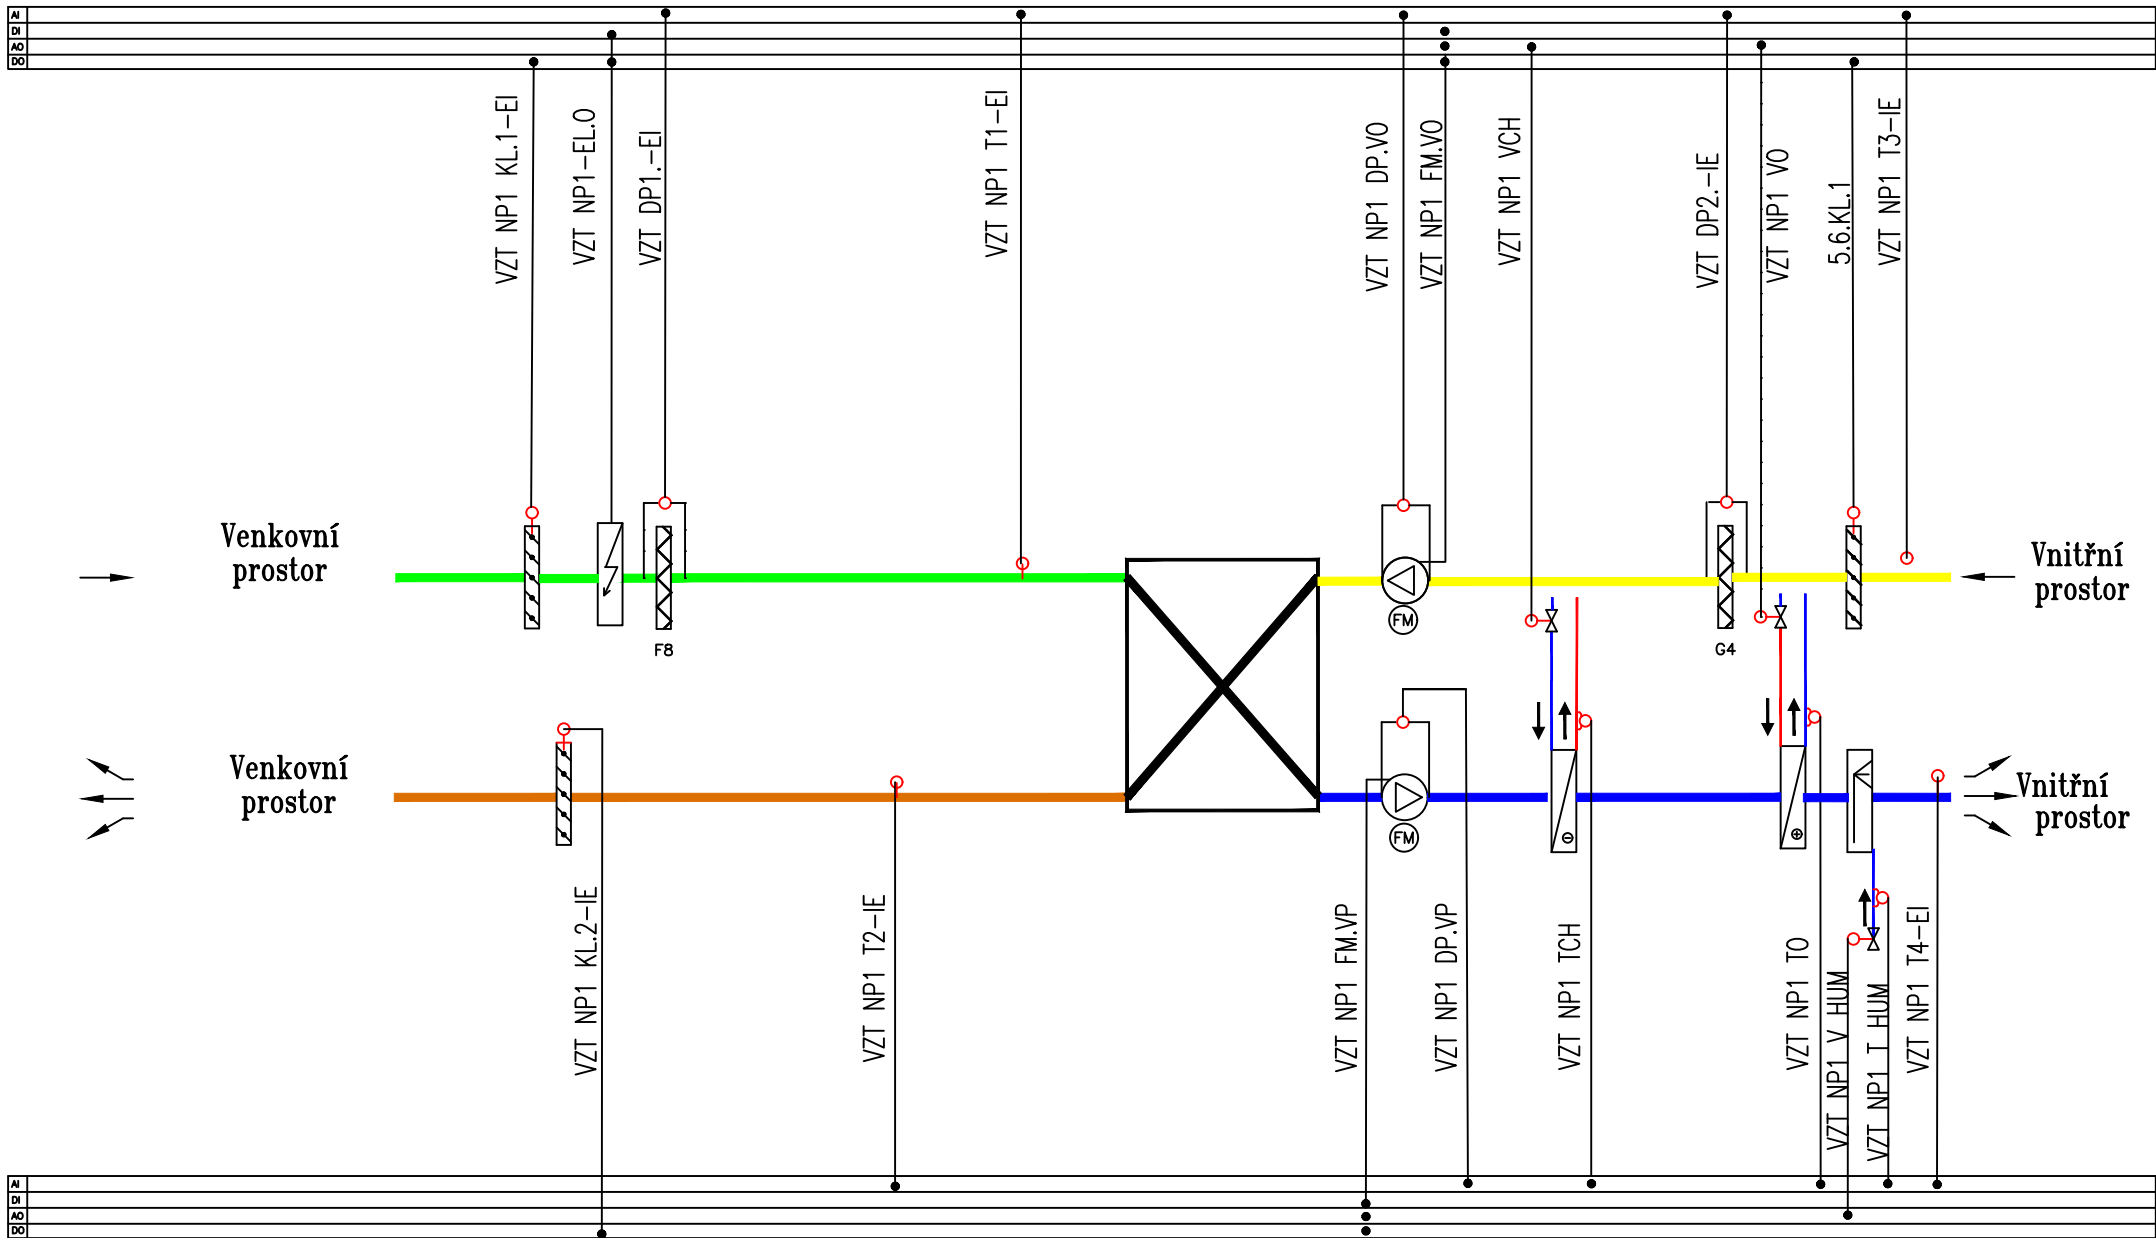 AI
DI
AO
DO
VZT NP1 KL.1-EI
VZT NP1-EL.O
VZT DP1.-EI
VZT NP1 T1-EI
VZT NP1 DP.VO
VZT NP1 FM.VO
VZT NP1 VCH
VZT DP2.-IE
VZT NP1 VO
5.6.KL.1
VZT NP1 T3-IE
Venkovní
prostor
Vnitřní
prostor
F8
FM
G4
Venkovní
prostor
FM
Vnitřní
prostor
VZT NP1 KL.2-IE
VZT NP1 T2-IE
VZT NP1 FM.VP
VZT NP1 DP.VP
VZT NP1 TCH
VZT NP1 TO
VZT NP1 V HUM
VZT NP1 T HUM
VZT NP1 T4-EI
AI
DI
AO
DO